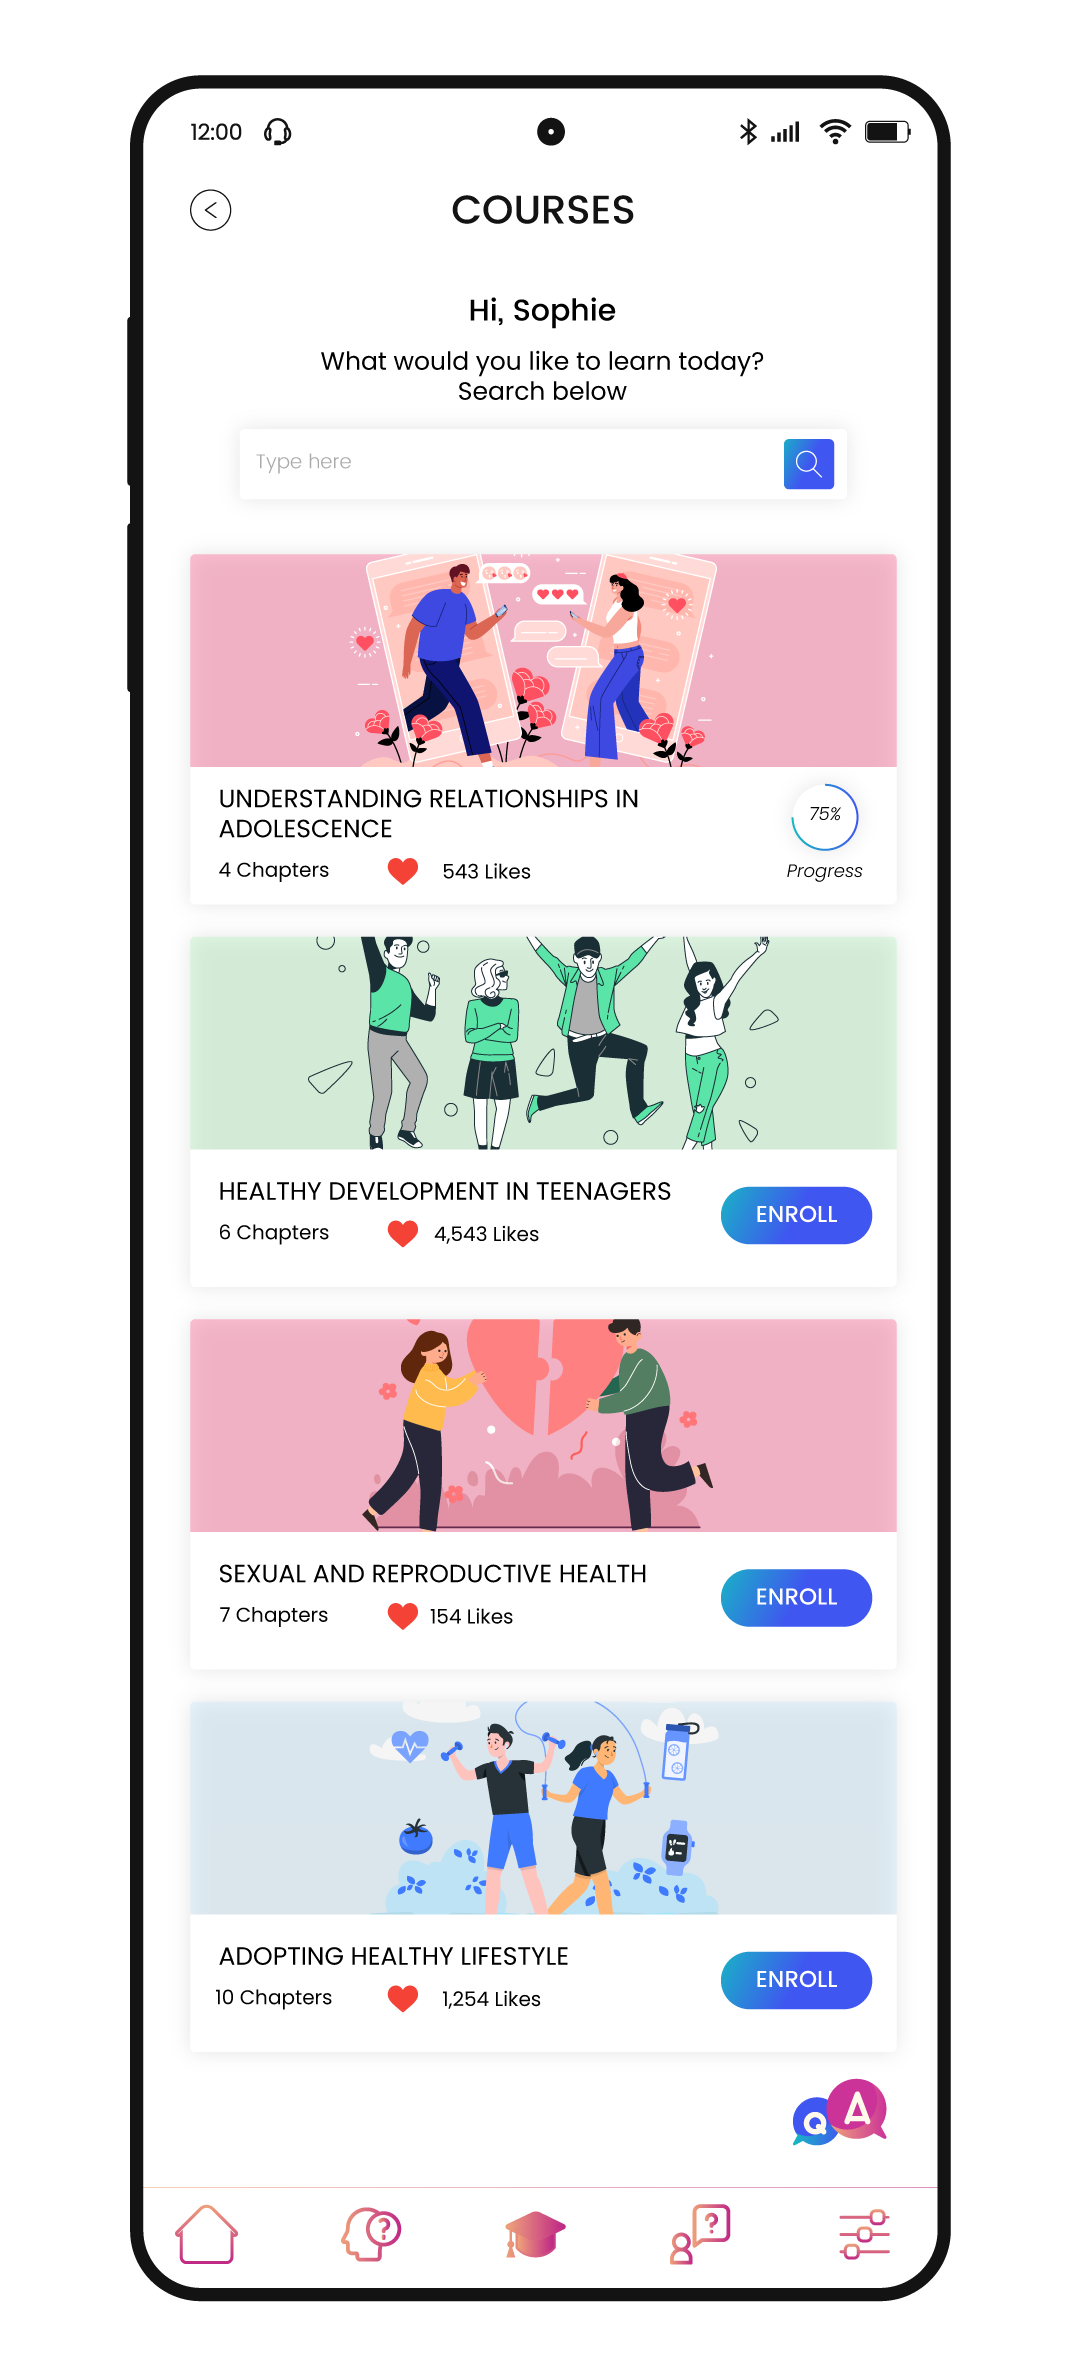 12:00
COURSES
Hi, Sophie
What would you like to learn today?
Search below
Type here
UNDERSTANDING RELATIONSHIPS IN
ADOLESCENCE
4 Chapters
543 Likes
75%
Progress
HEALTHY DEVELOPMENT IN TEENAGERS
6 Chapters
4,543 Likes
ENROLL
SEXUAL AND REPRODUCTIVE HEALTH
7 Chapters
154 Likes
ENROLL
ADOPTING HEALTHY LIFESTYLE
10 Chapters
1,254 Likes
ENROLL
Q A
? ?